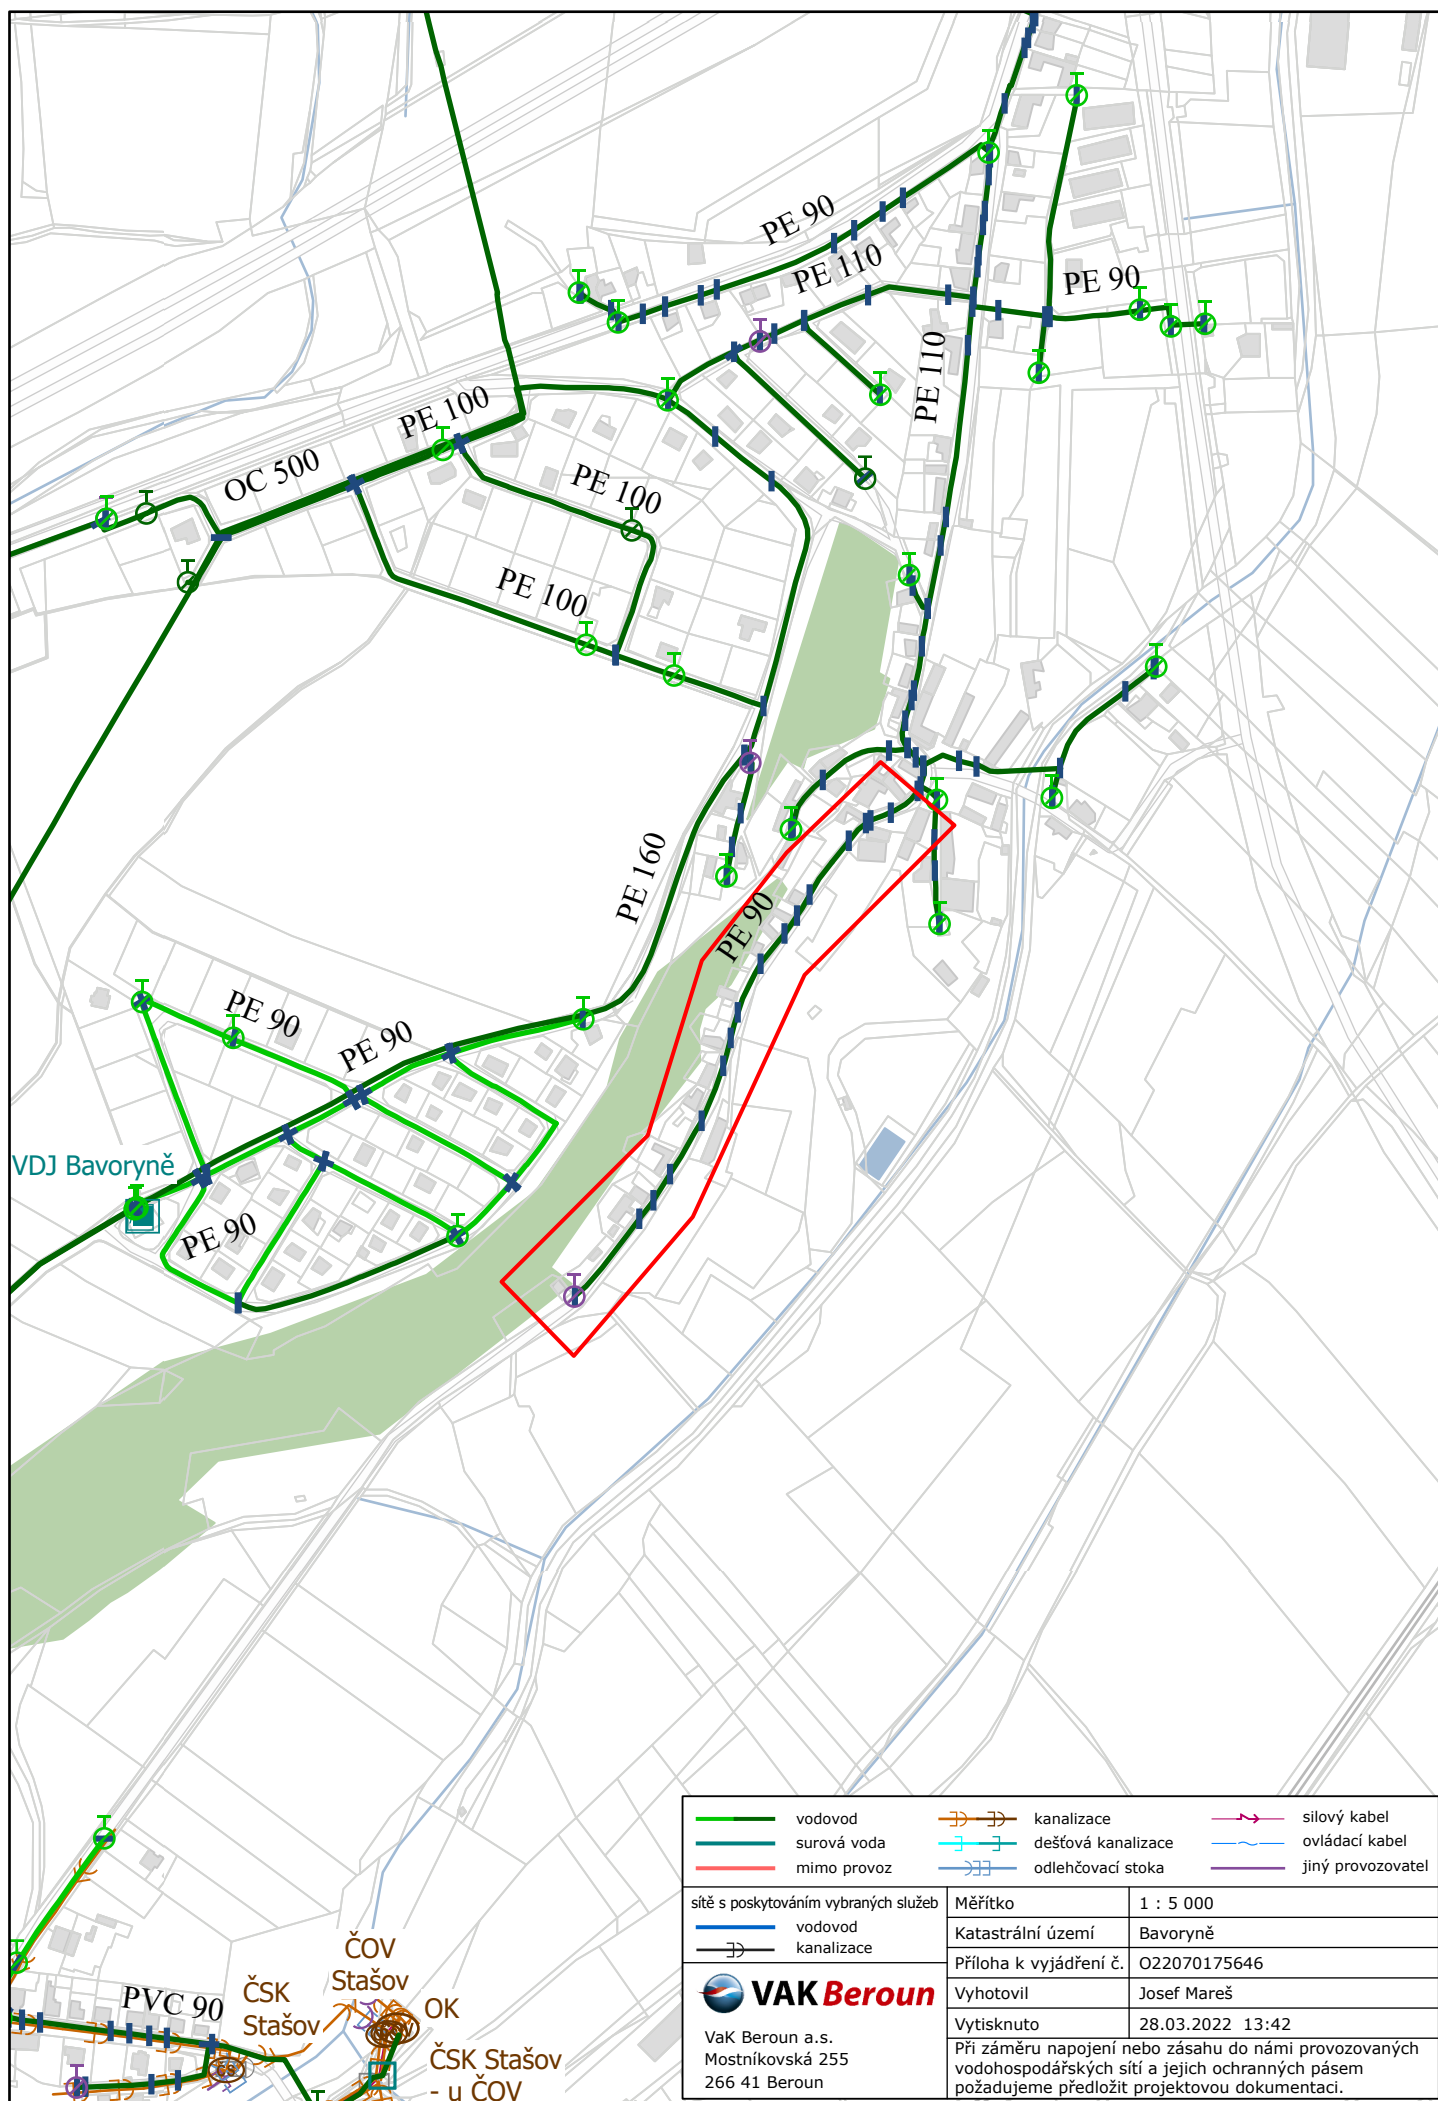 PE 90
PE 110
PE 90
PE 110
PE 100
OC 500
PE 100
PE 100
PE 160
PE 90
PE 90
PE 90
VDJ Bavoryně
PE 90
PVC 90
ČSK
Stašov
ČOV
Stašov
OK
ČSK Stašov
- u ČOV
vodovod
surová voda
mimo provoz
kanalizace
dešťová kanalizace
odlehčovací stoka
silový kabel
ovládací kabel
jiný provozovatel
sítě s poskytováním vybraných služeb
vodovod
kanalizace
VAK Beroun
VaK Beroun a.s.
Mostníkovská 255
266 41 Beroun
Měřítko 1 : 5 000
Katastrální území Bavoryně
Příloha k vyjádření č. O22070175646
Vyhotovil Josef Mareš
Vytisknuto 28.03.2022 13:42
Při záměru napojení nebo zásahu do námi provozovaných
vodohospodářských sítí a jejich ochranných pásem
požadujeme předložit projektovou dokumentaci.